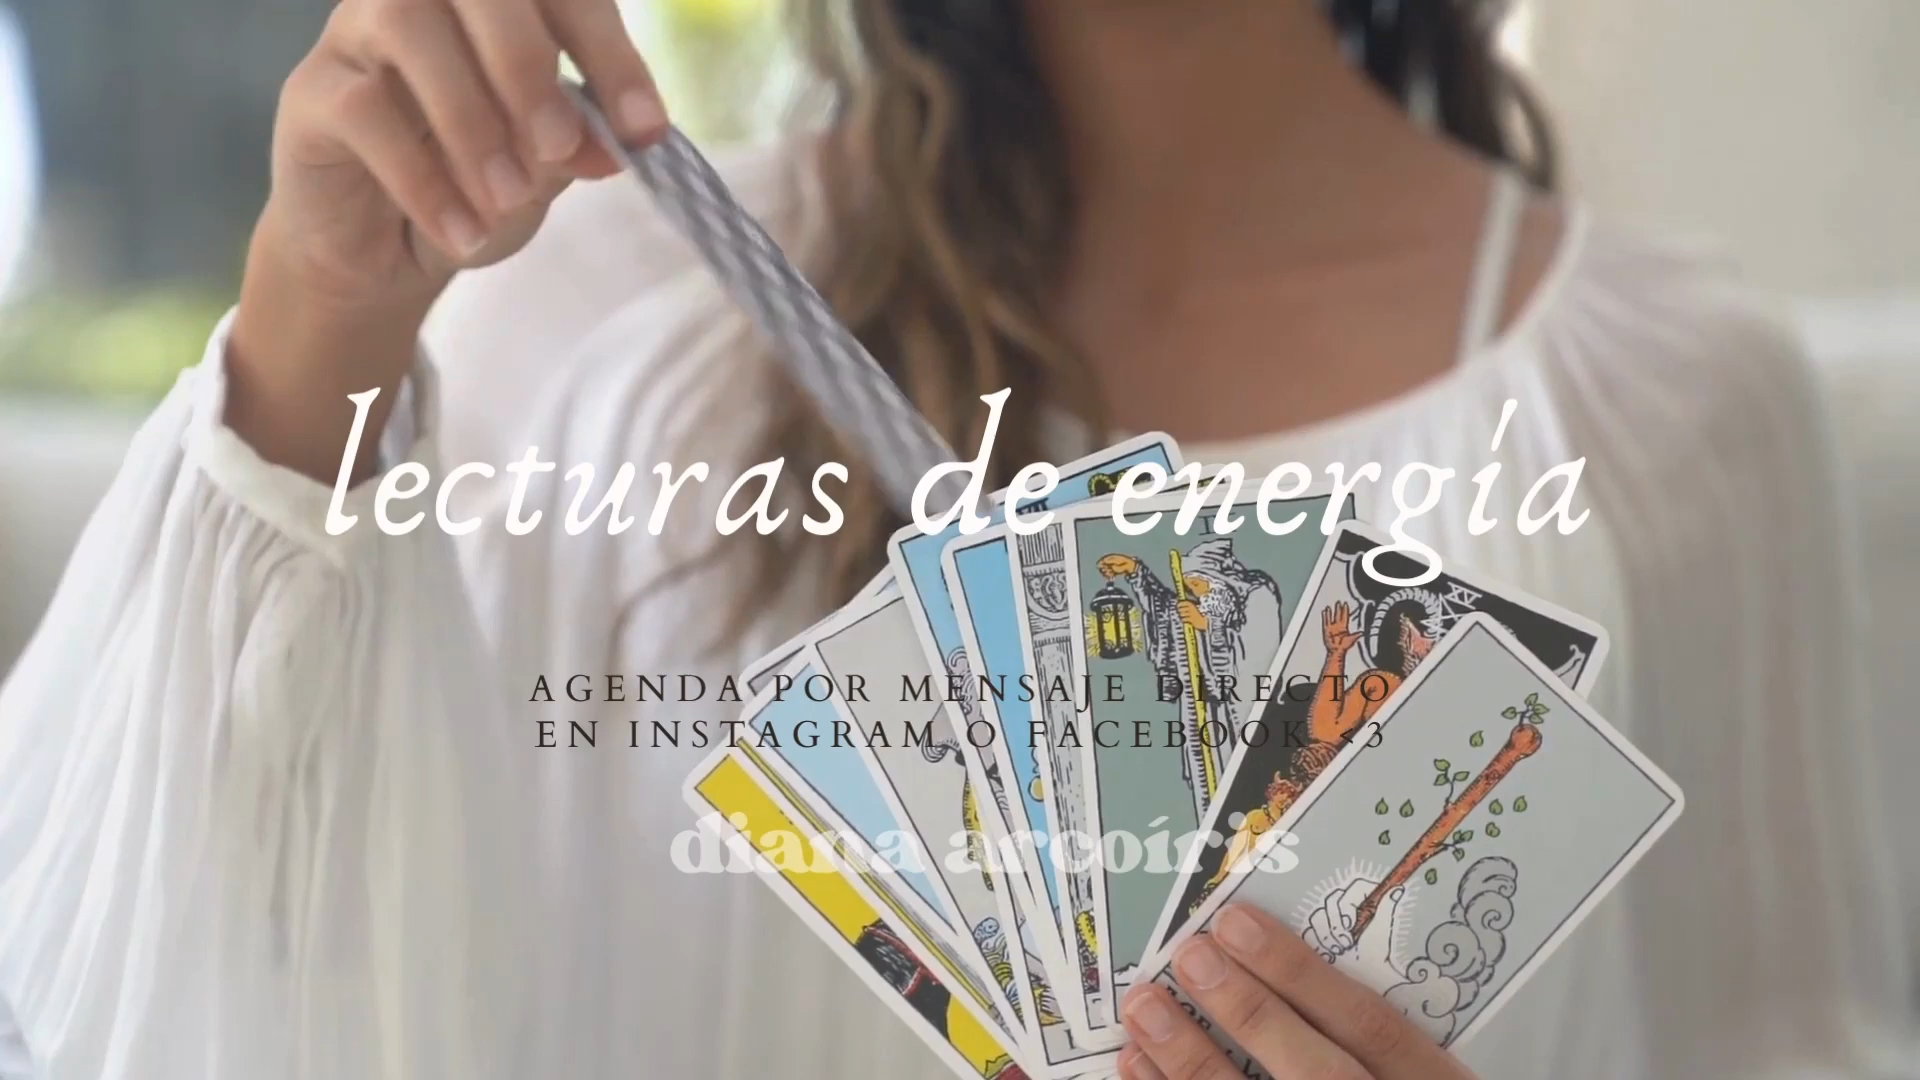 lecturas de energía
AGENDA POR MENSAJE DIRECTO
EN INSTAGRAM O FACEBOOK <3
diana arcoíris